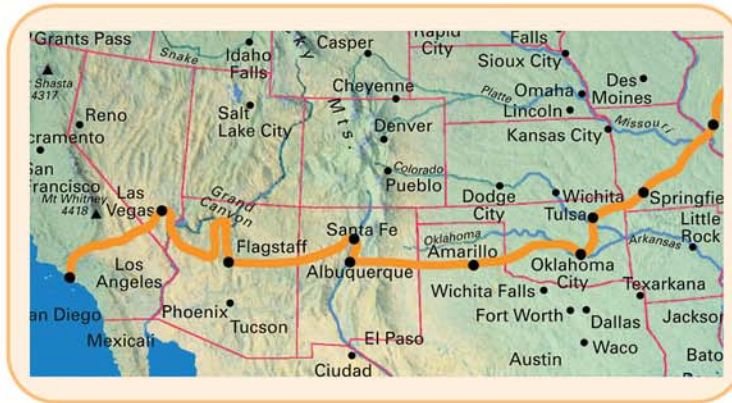 Grants Pass
Snake
Idaho
Falls
ky
Mts.
Casper
Rapid
City
Falls
Sioux City
Shasta
4317
Reno
Salt
Lake City
Cheyenne
Platte
Omaha
Des
Moines
Lincoln
Missouri
cramento
Denver
Kansas City
San
Francisco
Mt Whitney
4418
Las
Vegas
Grand
Canyon
Colorado
Pueblo
Dodge
City
Wichita
Tulsa
Springfie
Santa Fe
Flagstaff
Oklahoma
Amarillo
Little
Rock
Arkansas
Los
Angeles
Albuquerque
Oklahoma
City
Phoenix
Wichita Falls
Texarkana
an Diego
Tucson
Fort Worth
Dallas
Jackson
Mexicali
El Paso
Waco
Ciudad
Austin
Bato